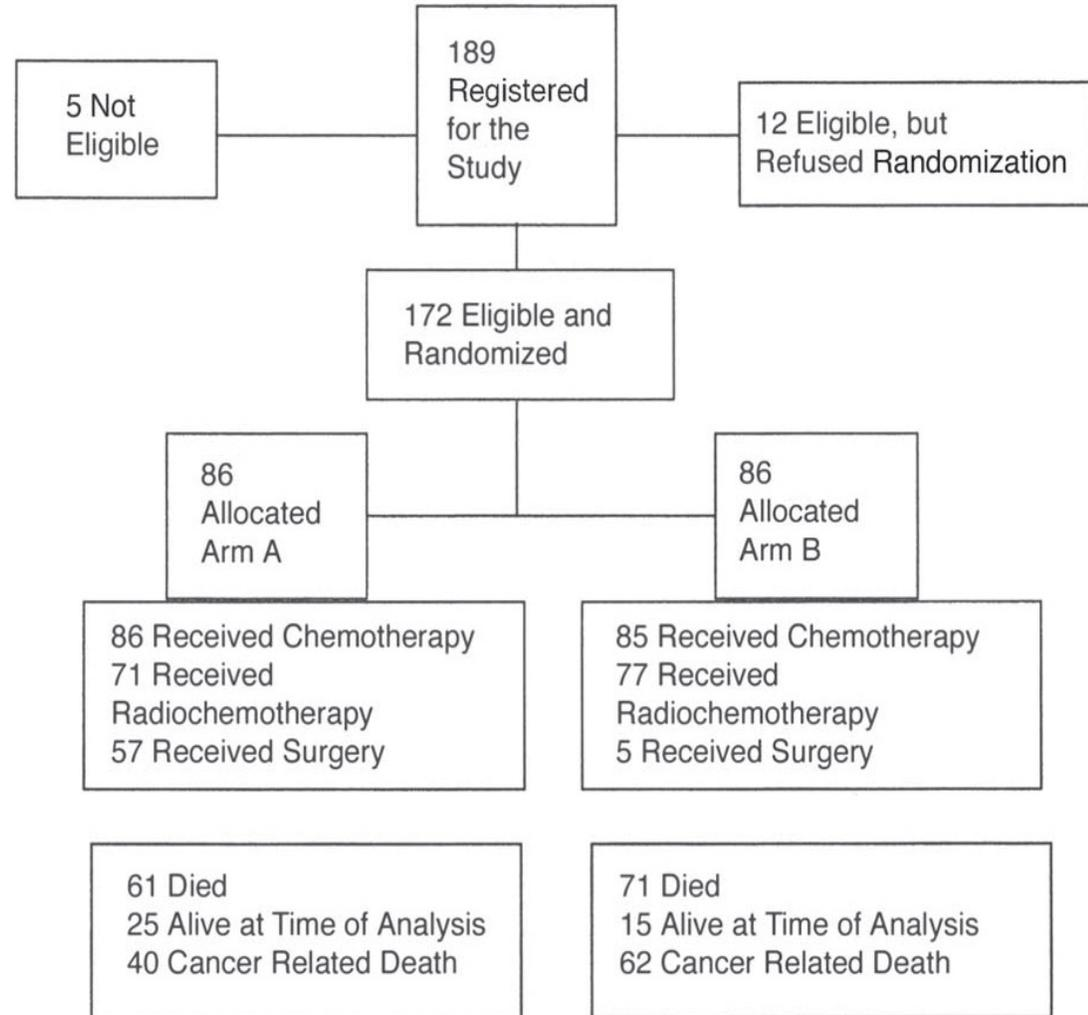 189
Registered
for the
Study
5 Not
Eligible
12 Eligible, but
Refused Randomization
172 Eligible and
Randomized
86
Allocated
Arm A
86
Allocated
Arm B
86 Received Chemotherapy
71 Received
Radiochemotherapy
57 Received Surgery
85 Received Chemotherapy
77 Received
Radiochemotherapy
5 Received Surgery
61 Died
25 Alive at Time of Analysis
40 Cancer Related Death
71 Died
15 Alive at Time of Analysis
62 Cancer Related Death